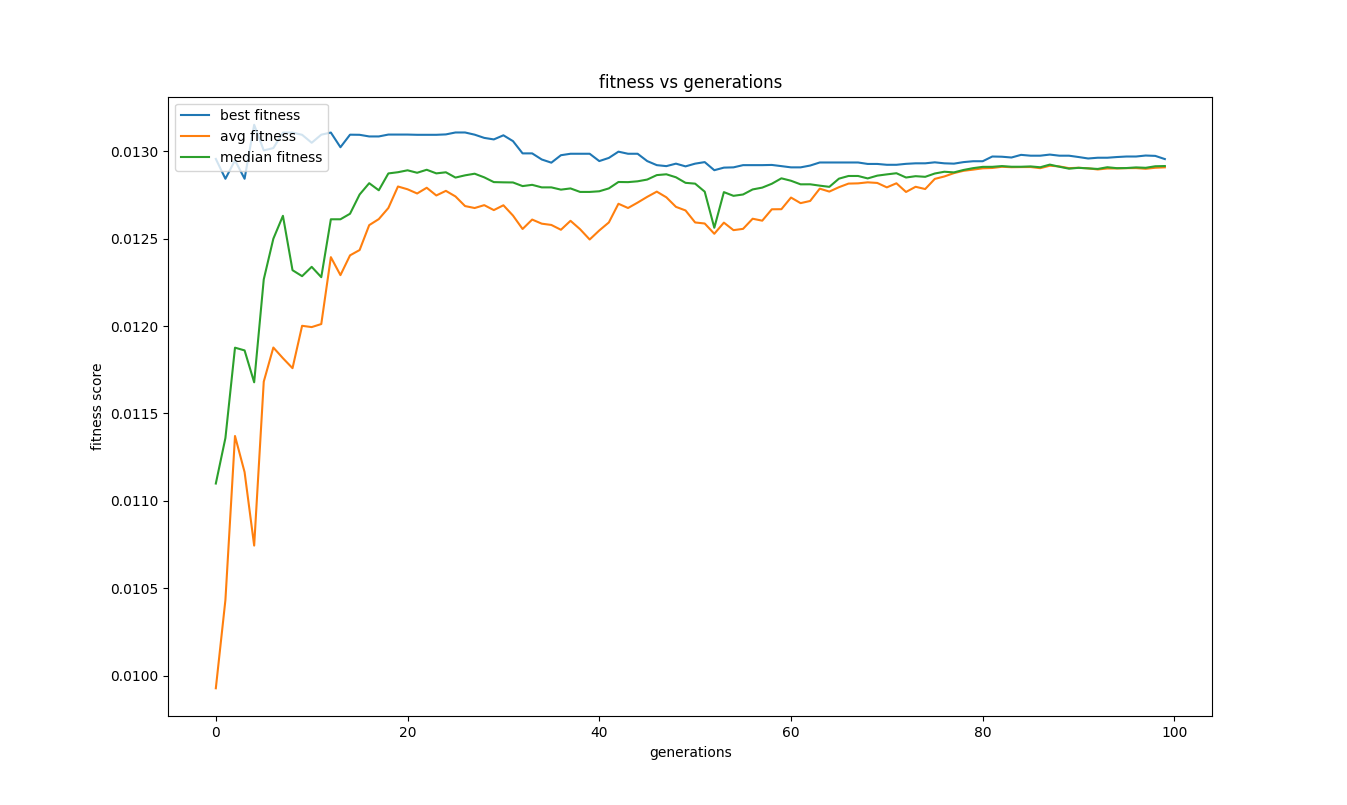 fitness vs generations
best fitness
avg fitness
median fitness
0.0130
0.0125
0.0120
0.0115
0.0110
0.0105
0.0100
fitness score
0 20 40 60 80 100
generations